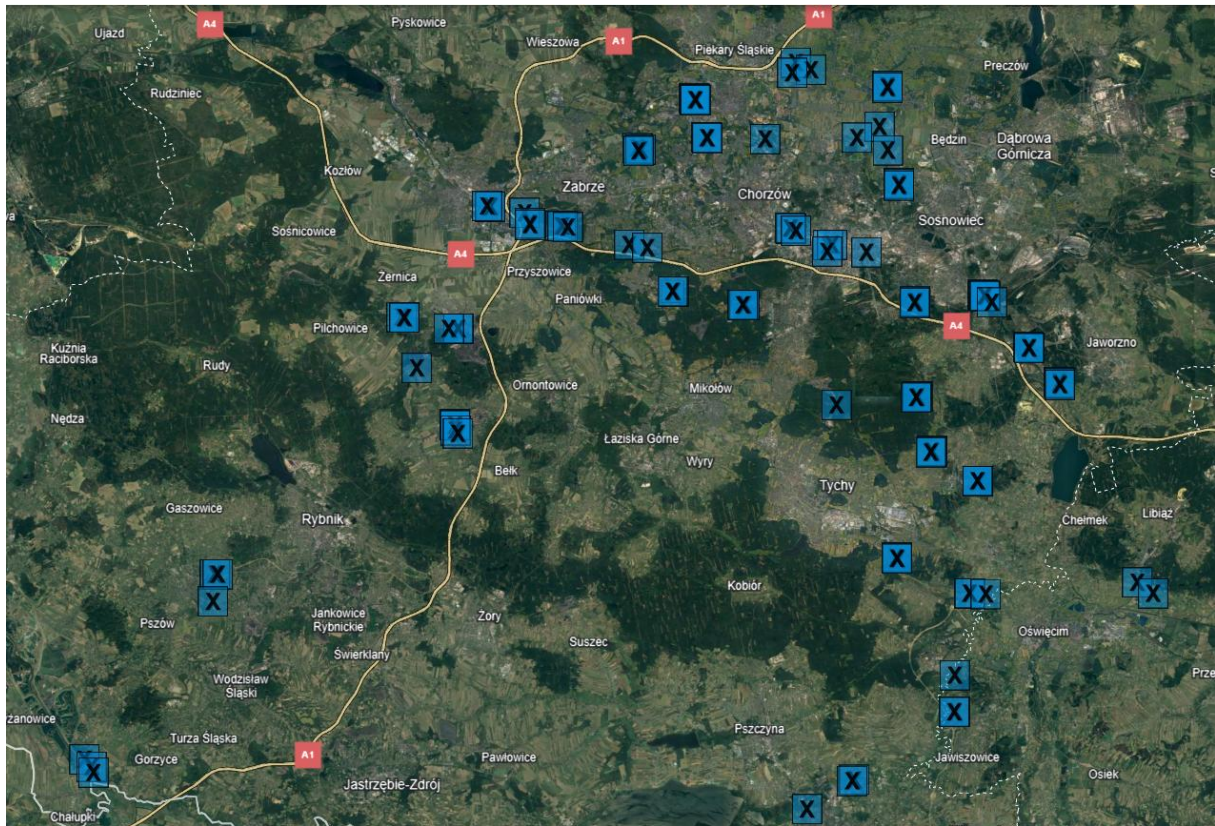 A4
Pyskowice
A1
Ujazd
Wieszowa
A1
Piekary Śląskie
Preczów
Rudziniec
X
X
X
X
X
X
X
X
X
X
Będzin
Dąbrowa
Górnicza
X
X
Kozłów
Zabrze
Chorzów
X
X
Sosnowiec
Sośnicowice
X
X
X
X
X
X
X
A4
Przyszowice
Żernica
Paniówki
X
X
X
X
X
Pilchowice
X
X
A4
Jaworzno
X
Kuźnia
Raciborska
Rudy
X
Ornontowice
Mikołów
X
X
X
Nędza
X
Łaziska Górne
Bełk
Wyry
X
Tychy
X
Gaszowice
Rybnik
Chełmek
Libiąż
X
X
Kobiór
X
X
X
X
X
Pszów
Jankowice
Rybnickie
Żory
Suszec
Oświęcim
Świerklany
Wodzisław
Śląski
X
Prze
yżanowice
X
Turza Śląska
Pszczyna
Gorzyce
A1
Pawłowice
Jawiszowice
X
Jastrzębie-Zdrój
X
Osiek
X
Chałupki